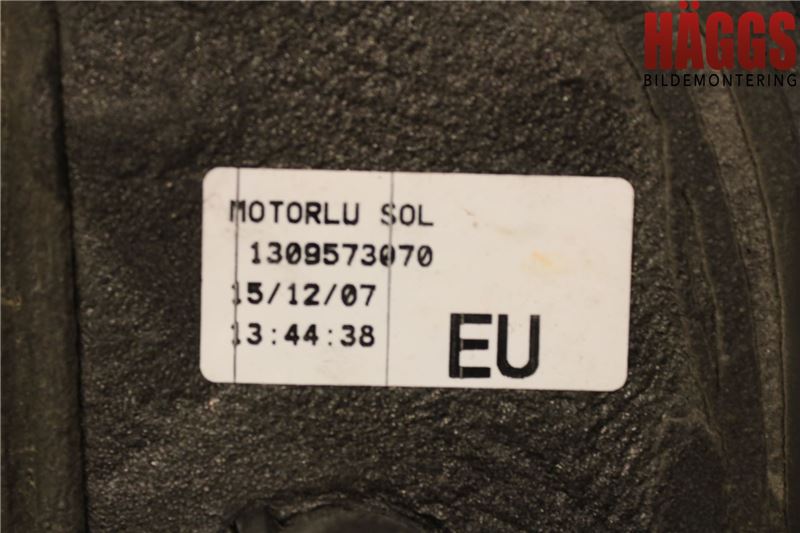 HÄGGS
BILDEMONTERING
MOTORLU SOL
1309573070
15/12/07
13:44:38
EU